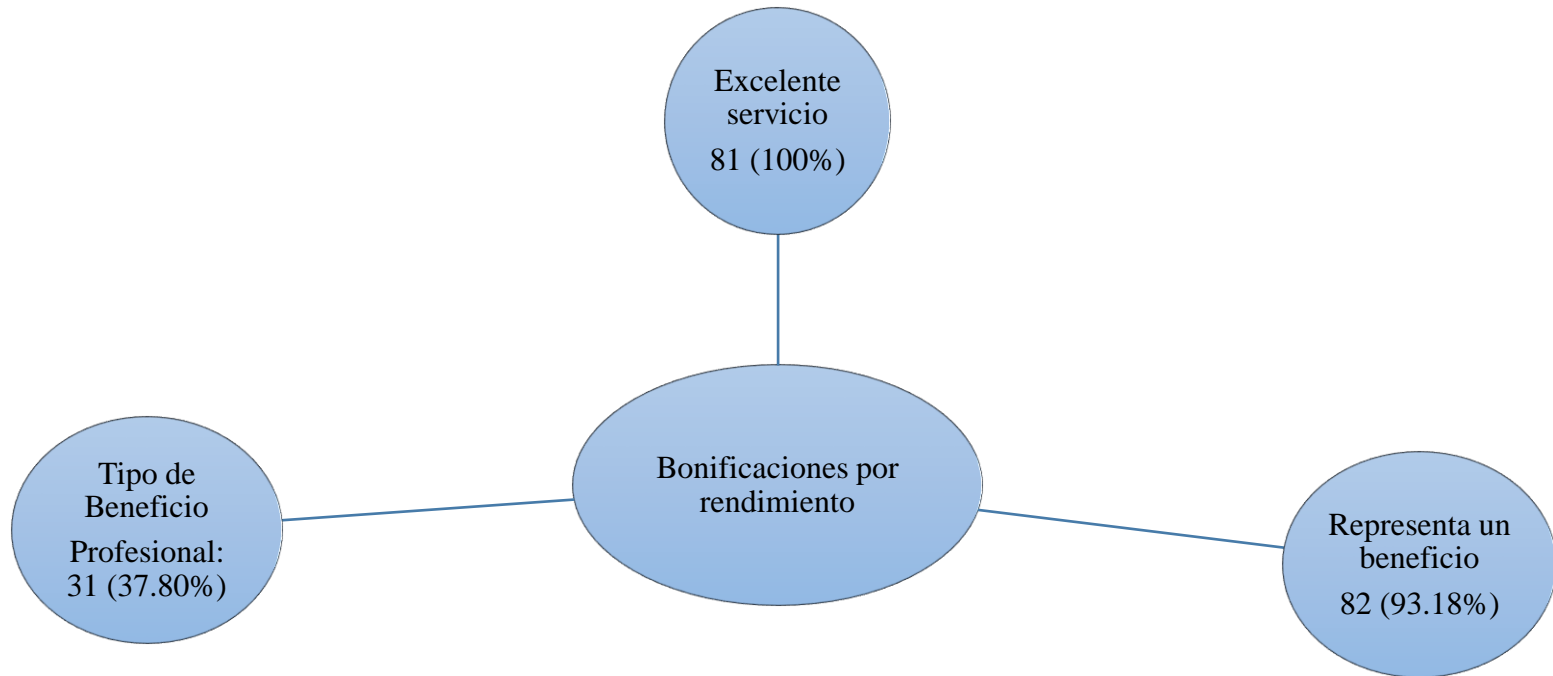 Excelente
servicio
81 (100%)
Bonificaciones por
rendimiento
Tipo de
Beneficio
Profesional:
31 (37.80%)
Representa un
beneficio
82 (93.18%)